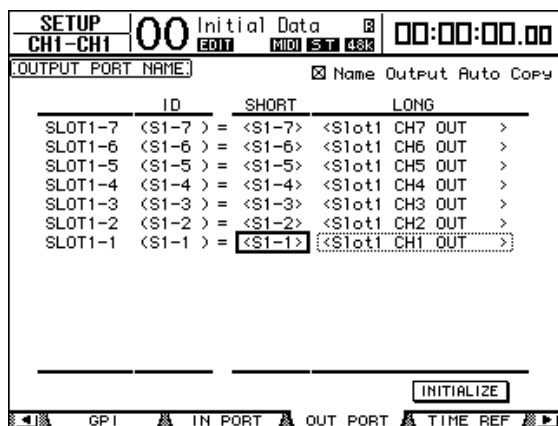 SETUP
CH1-CH1
00
Initial Data R
EDIT MIDI ST 48K
00:00:00.00
OUTPUT PORT NAME
☒ Name Output Auto Copy
ID SHORT LONG
SLOT1-7 (S1-7 ) = <S1-7> <Slot1 CH7 OUT >
SLOT1-6 (S1-6 ) = <S1-6> <Slot1 CH6 OUT >
SLOT1-5 (S1-5 ) = <S1-5> <Slot1 CH5 OUT >
SLOT1-4 (S1-4 ) = <S1-4> <Slot1 CH4 OUT >
SLOT1-3 (S1-3 ) = <S1-3> <Slot1 CH3 OUT >
SLOT1-2 (S1-2 ) = <S1-2> <Slot1 CH2 OUT >
SLOT1-1 (S1-1 ) = <S1-1> <Slot1 CH1 OUT >
INITIALIZE
GPI IN PORT OUT PORT TIME REF